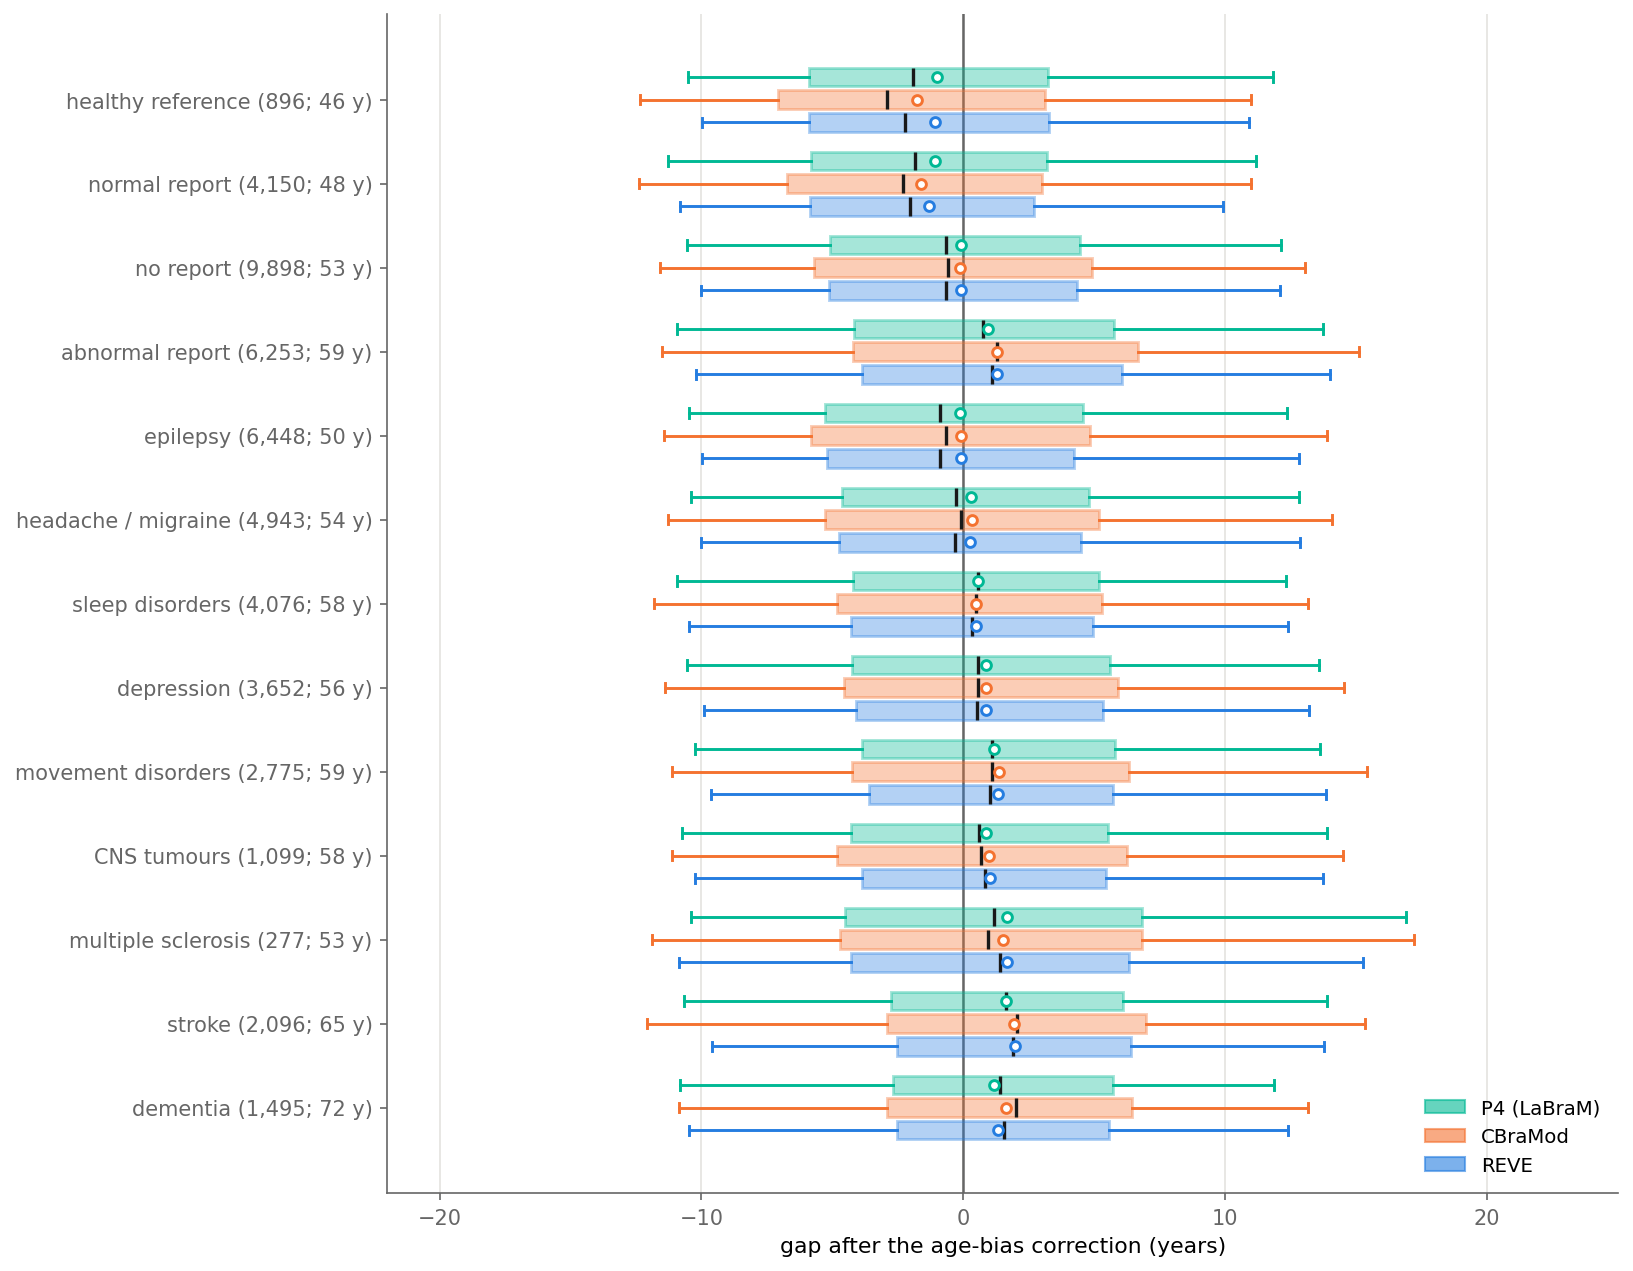 healthy reference (896; 46 y)
normal report (4,150; 48 y)
no report (9,898; 53 y)
abnormal report (6,253; 59 y)
epilepsy (6,448; 50 y)
headache / migraine (4,943; 54 y)
sleep disorders (4,076; 58 y)
depression (3,652; 56 y)
movement disorders (2,775; 59 y)
CNS tumours (1,099; 58 y)
multiple sclerosis (277; 53 y)
stroke (2,096; 65 y)
dementia (1,495; 72 y)
P4 (LaBraM)
CBraMod
REVE
−20 −10 0 10 20
gap after the age-bias correction (years)